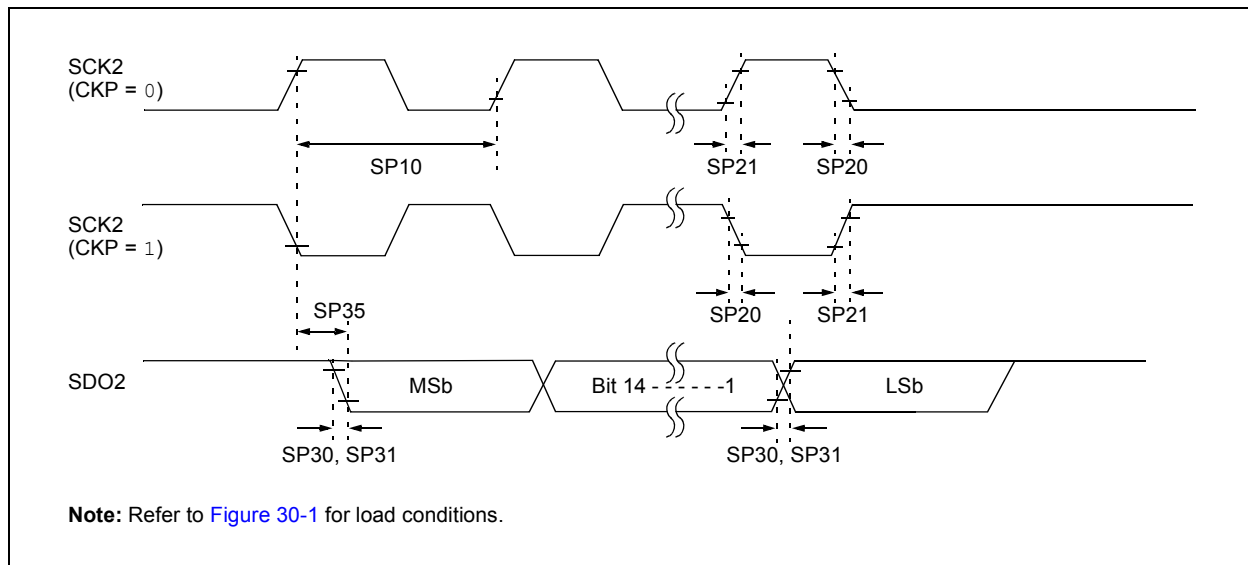 SCK2
(CKP = 0)
SP10
SP21
SP20
SCK2
(CKP = 1)
SP35
SP20
SP21
SDO2
MSb
Bit 14 - - - - - -1
LSb
SP30, SP31
SP30, SP31
Note: Refer to Figure 30-1 for load conditions.